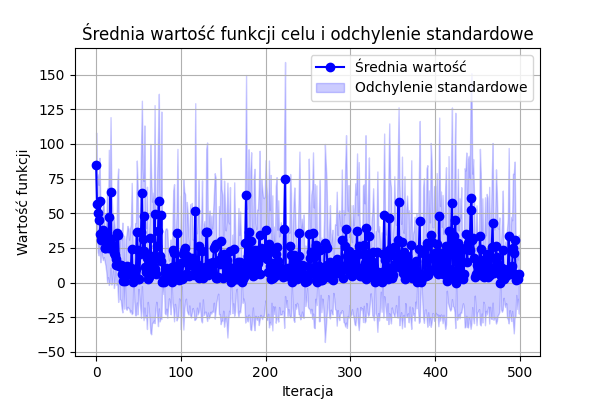 Średnia wartość funkcji celu i odchylenie standardowe
Średnia wartość
Odchylenie standardowe
Wartość funkcji
150
125
100
75
50
25
0
−25
−50
0 100 200 300 400 500
Iteracja